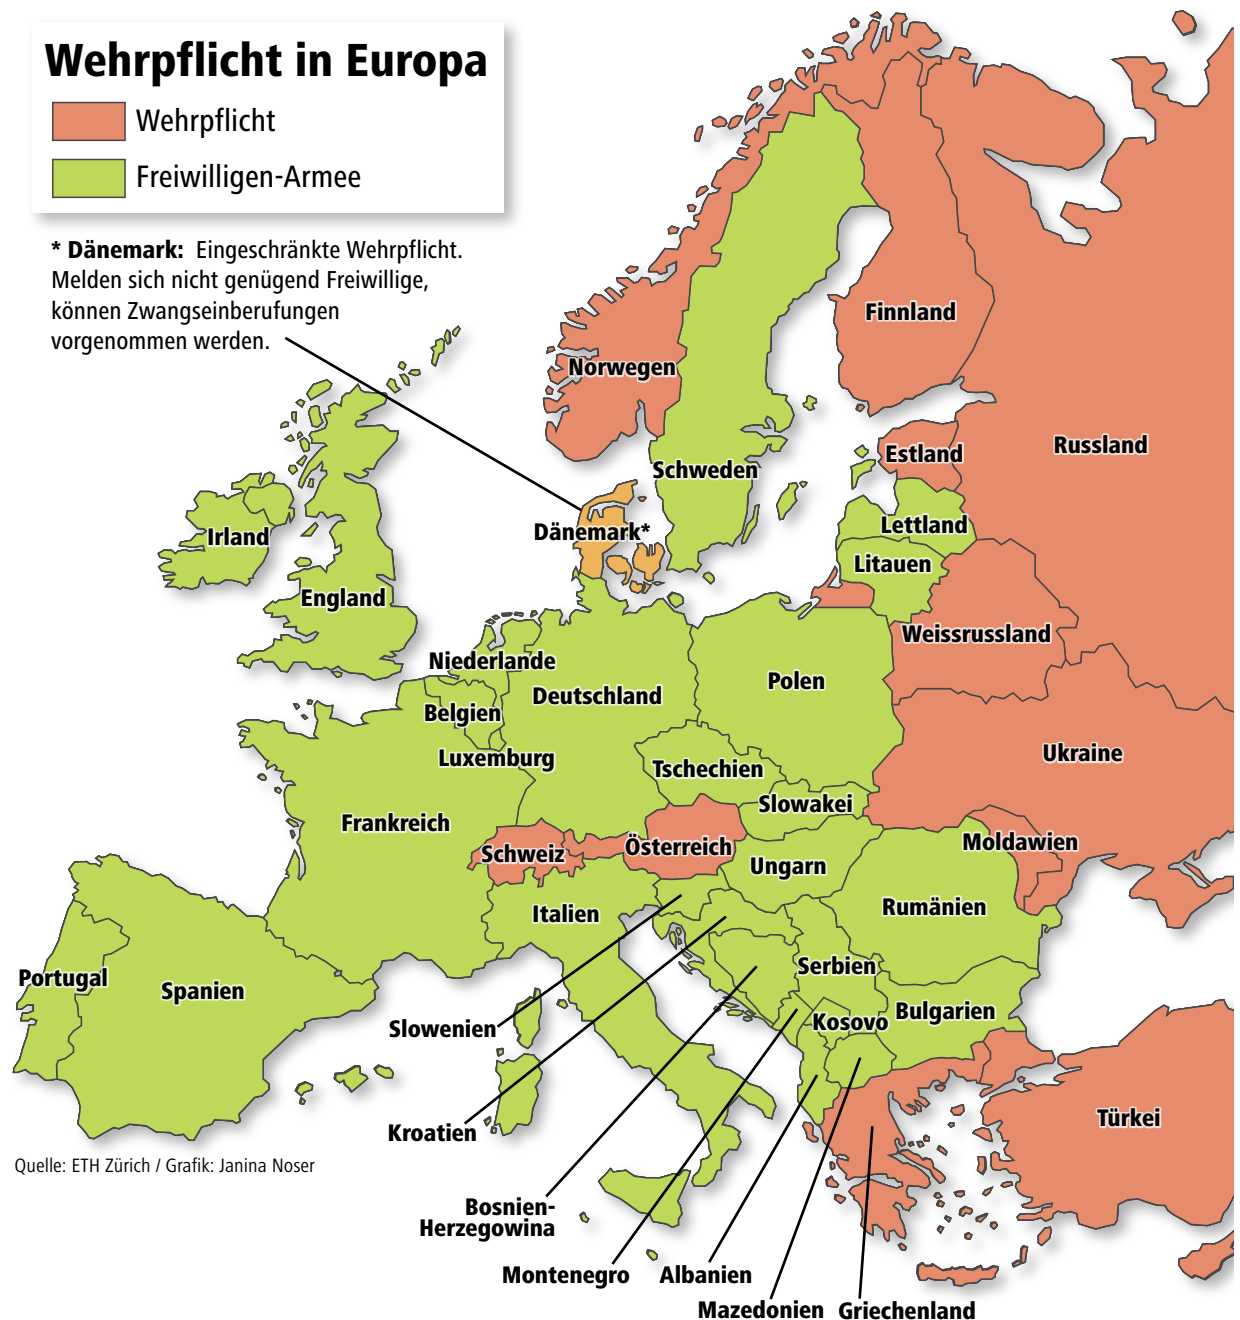 Wehrpflicht in Europa
Wehrpflicht
Freiwilligen-Armee
* Dänemark: Eingeschränkte Wehrpflicht.
Melden sich nicht genügend Freiwillige,
können Zwangseinberufungen
vorgenommen werden.
Finnland
Norwegen
Russland
Estland
Schweden
Lettland
Dänemark*
Irland
Litauen
England
Weissrussland
Niederlande
Polen
Deutschland
Belgien
Ukraine
Luxemburg
Tschechien
Slowakei
Frankreich
Moldawien
Österreich
Schweiz
Ungarn
Rumänien
Italien
Serbien
Portugal
Spanien
Bulgarien
Kosovo
Slowenien
Türkei
Kroatien
Quelle: ETH Zürich / Grafik: Janina Noser
Bosnien-
Herzegowina
Montenegro
Albanien
Mazedonien
Griechenland